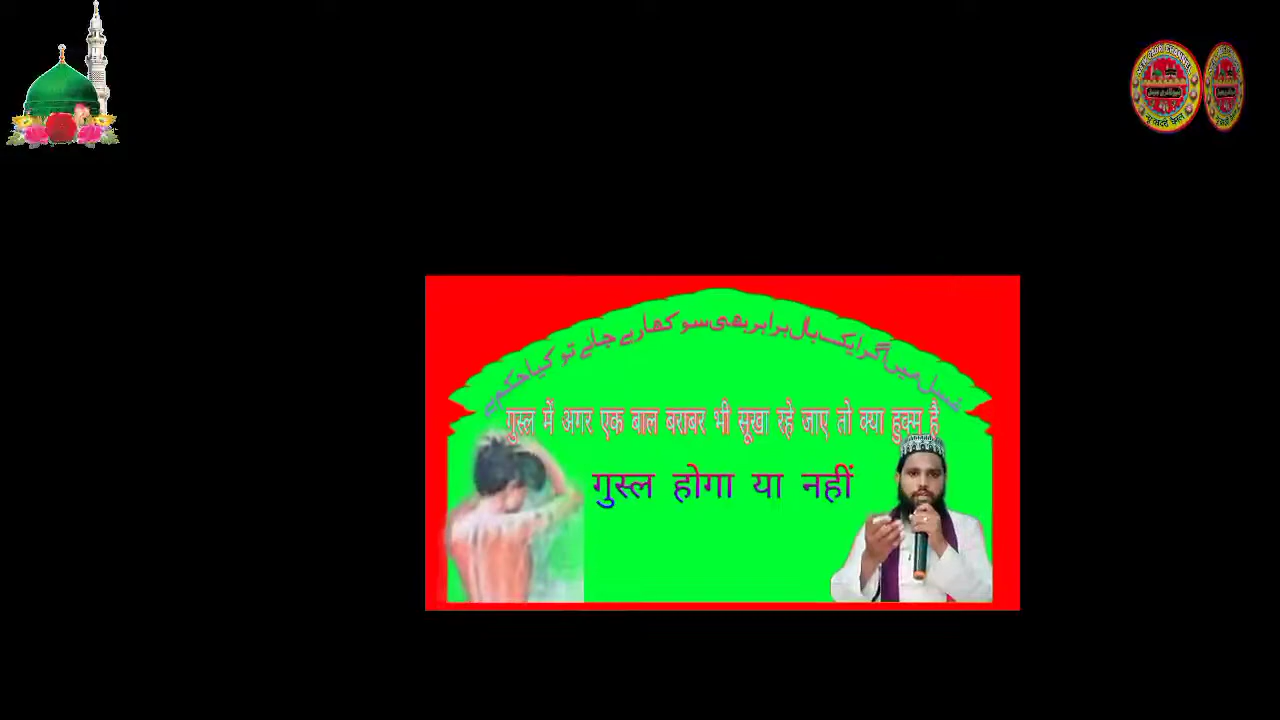 غسل میں اگر ایک بال برابر بھی سوکھا رہے جائے تو کیا حکم ہے
गुस्ल में अगर एक बाल बराबर भी सूखा रहे जाए तो क्या हुक्म है
गुस्ल होगा या नहीं